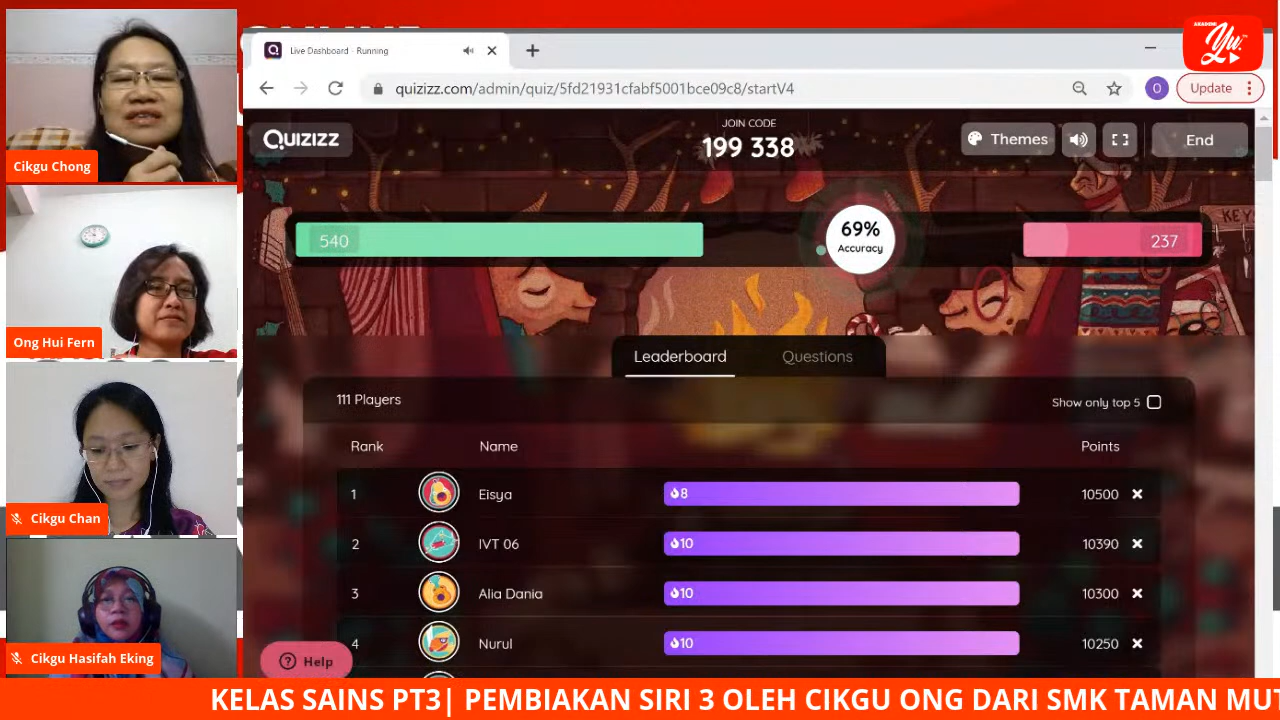 Live Dashboard - Running
quizizz.com/admin/quiz/5fd21931cfabf5001bce09c8/startV4
O
Update
AKADEMI
YW
QUIZIZZ
JOIN CODE
199 338
Themes
End
KEYS
540
69%
Accuracy
237
Leaderboard
Questions
111 Players
Show only top 5
Rank
Name
Points
1
Eisya
8
10500
2
IVT 06
10
10390
3
Alia Dania
10
10300
4
Nurul
10
10250
Help
Cikgu Chong
Ong Hui Fern
Cikgu Chan
Cikgu Hasifah Eking
KELAS SAINS PT3| PEMBIAKAN SIRI 3 OLEH CIKGU ONG DARI SMK TAMAN MUT